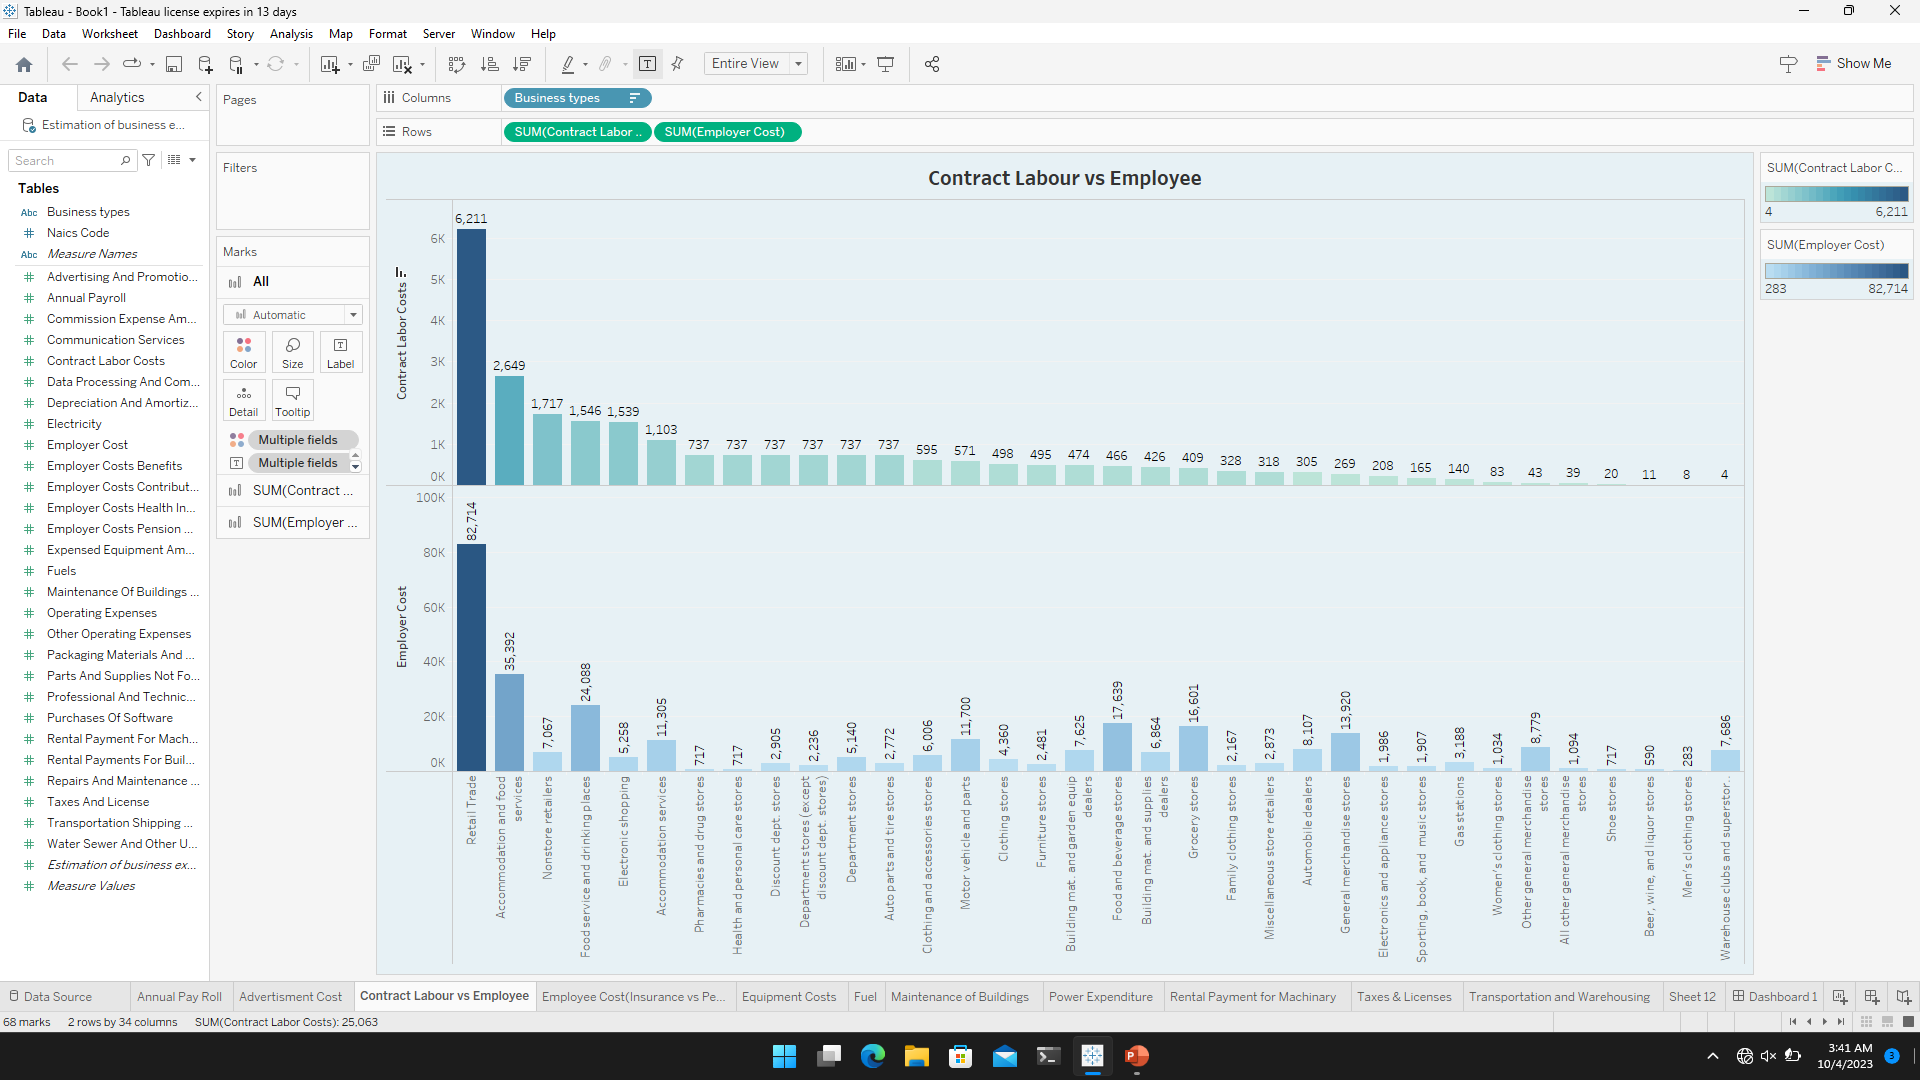 Tableau - Book1 - Tableau license expires in 13 days
File Data Worksheet Dashboard Story Analysis Map Format Server Window Help
Entire View
Show Me
Data Analytics
Estimation of business e...
Search
Tables
Abc Business types
# Naics Code
Abc Measure Names
# Advertising And Promotio...
# Annual Payroll
# Commission Expense Am...
# Communication Services
# Contract Labor Costs
# Data Processing And Com...
# Depreciation And Amortiz...
# Electricity
# Employer Cost
# Employer Costs Benefits
# Employer Costs Contribut...
# Employer Costs Health In...
# Employer Costs Pension ...
# Expensed Equipment Am...
# Fuels
# Maintenance Of Buildings ...
# Operating Expenses
# Other Operating Expenses
# Packaging Materials And ...
# Parts And Supplies Not Fo...
# Professional And Technic...
# Purchases Of Software
# Rental Payment For Mach...
# Rental Payments For Buil...
# Repairs And Maintenance ...
# Taxes And License
# Transportation Shipping ...
# Water Sewer And Other U...
# Estimation of business ex...
# Measure Values
Pages
Filters
Marks
All
Automatic
Color Size Label
Detail Tooltip
Multiple fields
Multiple fields
SUM(Contract ...
SUM(Employer ...
Columns Business types
Rows SUM(Contract Labor .. SUM(Employer Cost)
Contract Labour vs Employee
Contract Labor Costs
6K
5K
4K
3K
2K
1K
0K
6,211 2,649 1,717 1,546 1,539 1,103 737 737 737 737 737 737 595 571 498 495 474 466 426 409 328 318 305 269 208 165 140 83 43 39 20 11 8 4
Employer Cost
100K
80K
60K
40K
20K
0K
82,714 35,392 7,067 24,088 5,258 11,305 717 717 2,905 2,236 5,140 2,772 6,006 11,700 4,360 2,481 7,625 17,639 6,864 16,601 2,167 2,873 8,107 13,920 1,986 1,907 3,188 1,034 8,779 1,094 717 590 283 7,686
Retail Trade
Accommodation and food
services
Nonstore retailers
Food service and drinking places
Electronic shopping
Accommodation services
Pharmacies and drug stores
Health and personal care stores
Discount dept. stores
Department stores (except
discount dept. stores)
Department stores
Auto parts and tire stores
Clothing and accessories stores
Motor vehicle and parts
Clothing stores
Furniture stores
Building mat. and garden equip
dealers
Food and beverage stores
Building mat. and supplies
dealers
Grocery stores
Family clothing stores
Miscellaneous store retailers
Automobile dealers
General merchandise stores
Electronics and appliance stores
Sporting, book, and music stores
Gas stations
Women's clothing stores
Other general merchandise
stores
All other general merchandise
stores
Shoe stores
Beer, wine, and liquor stores
Men's clothing stores
Warehouse clubs and superstor..
SUM(Contract Labor C...
4 6,211
SUM(Employer Cost)
283 82,714
Data Source Annual Pay Roll Advertisment Cost Contract Labour vs Employee Employee Cost(Insurance vs Pe... Equipment Costs Fuel Maintenance of Buildings Power Expenditure Rental Payment for Machinary Taxes & Licenses Transportation and Warehousing Sheet 12 Dashboard 1
68 marks 2 rows by 34 columns SUM(Contract Labor Costs): 25,063
3:41 AM
10/4/2023
3